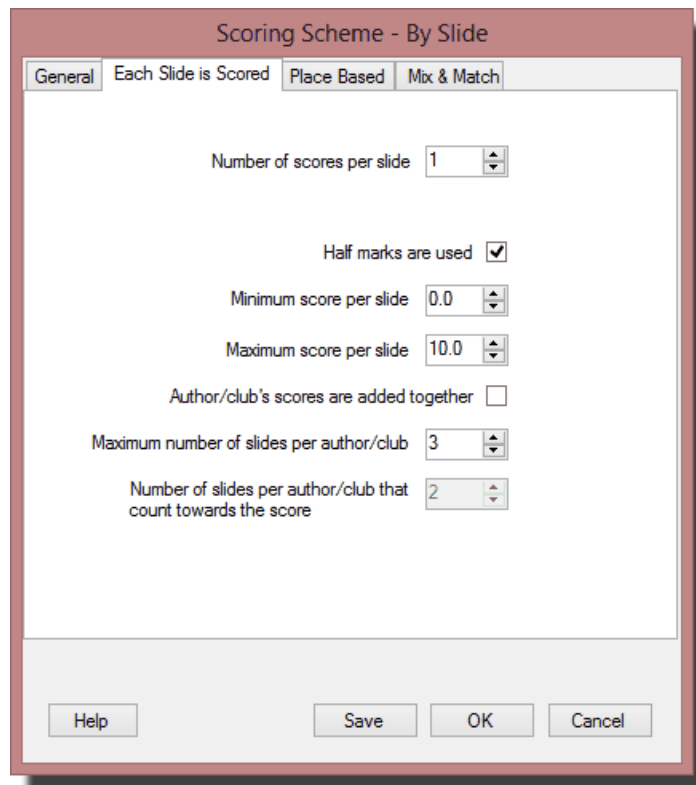 Scoring Scheme - By Slide
General Each Slide is Scored Place Based Mix & Match
Number of scores per slide 1
Half marks are used
Minimum score per slide 0.0
Maximum score per slide 10.0
Author/club's scores are added together
Maximum number of slides per author/club 3
Number of slides per author/club that 2
count towards the score
Help Save OK Cancel